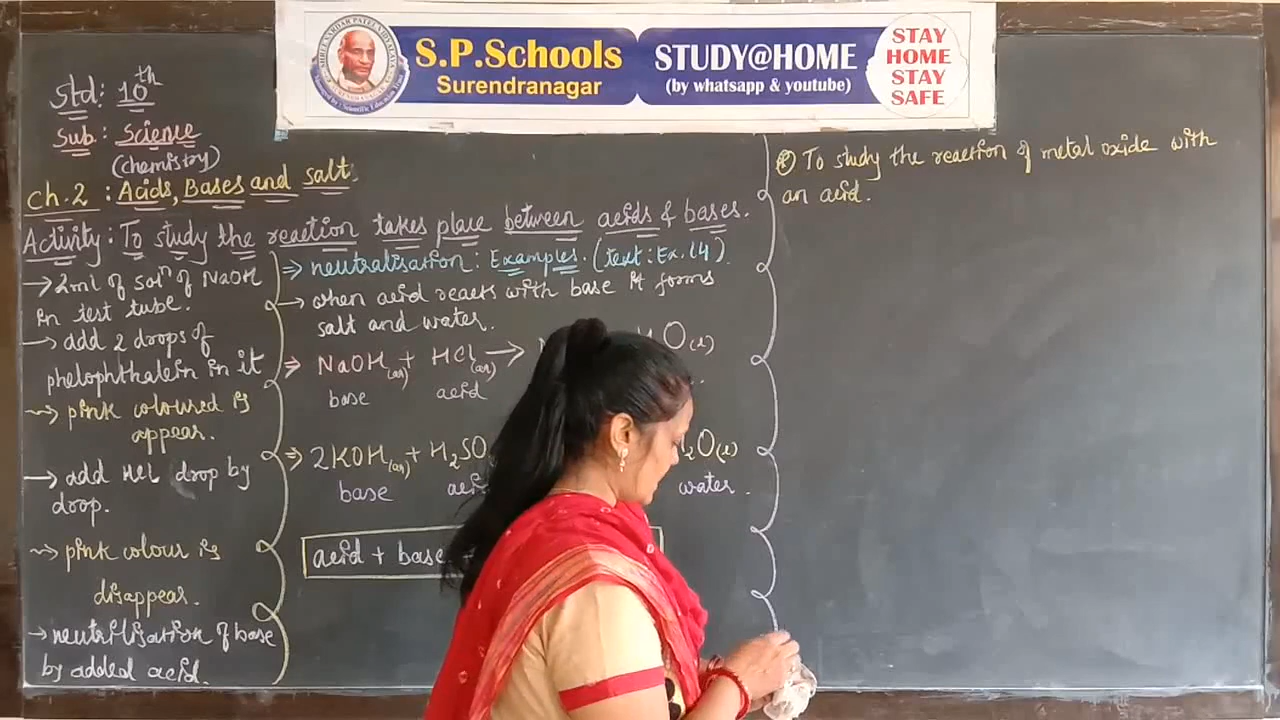 S.P.Schools
Surendranagar
STUDY@HOME
(by whatsapp & youtube)
STAY
HOME
STAY
SAFE
Std: 10th
Sub: Science
(chemistry)
Ch.2 : Acids, Bases and salt.
Activity: To study the reaction takes place between acids & bases.
→ 2ml of solⁿ of NaOH
in test tube.
→ add 2 drops of
phelophthalein in it
→ pink coloured is
appear.
→ add HCl drop by
drop.
→ pink colour is
disappear.
→ neutrilisation of base
by added acid.
⇒ neutralisation: Examples. (text: Ex. 14).
→ when acid reacts with base it forms
salt and water.
⇒ NaOH(aq) + HCl(aq) → O(l)
base acid
⇒ 2KOH(aq) + H₂SO ₂O(l)
base water.
acid + base
To study the reaction of metal oxide with
an acid.